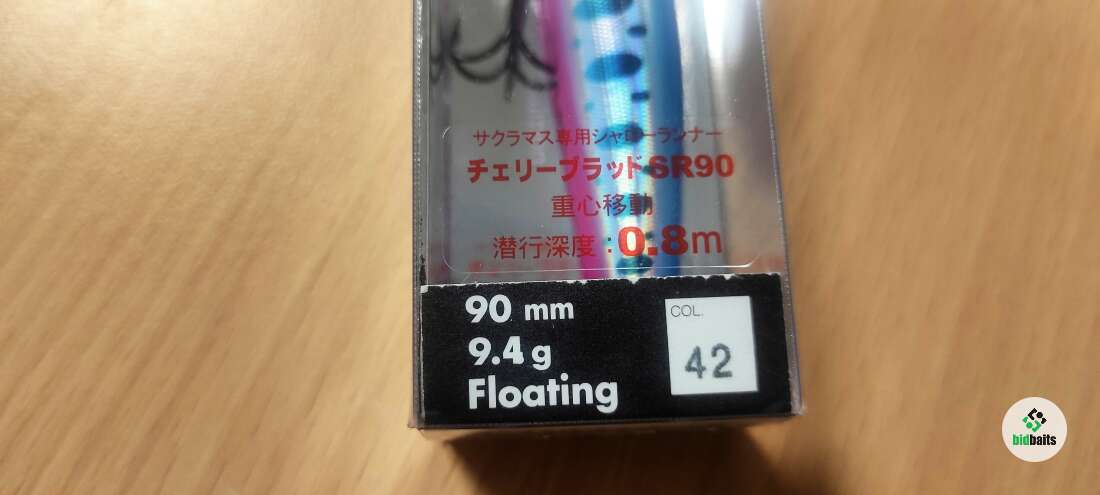 サクラマス専用シャローランナー
チェリーブラッドSR90
重心移動
潜行深度:0.8m
90 mm
9.4 g
Floating
COL.
42
bidbaits